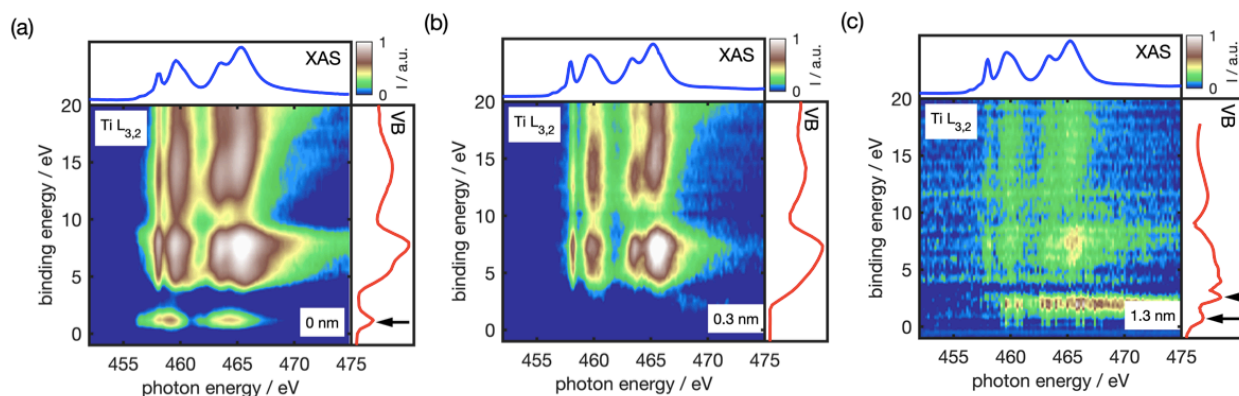 (a)
XAS
1
0
I / a.u.
20
15
10
5
0
binding energy / eV
Ti L3,2
0 nm
VB
455 460 465 470 475
photon energy / eV
(b)
XAS
1
0
I / a.u.
20
15
10
5
0
binding energy / eV
Ti L3,2
0.3 nm
VB
455 460 465 470 475
photon energy / eV
(c)
XAS
1
0
I / a.u.
20
15
10
5
0
binding energy / eV
Ti L3,2
1.3 nm
VB
455 460 465 470 475
photon energy / eV